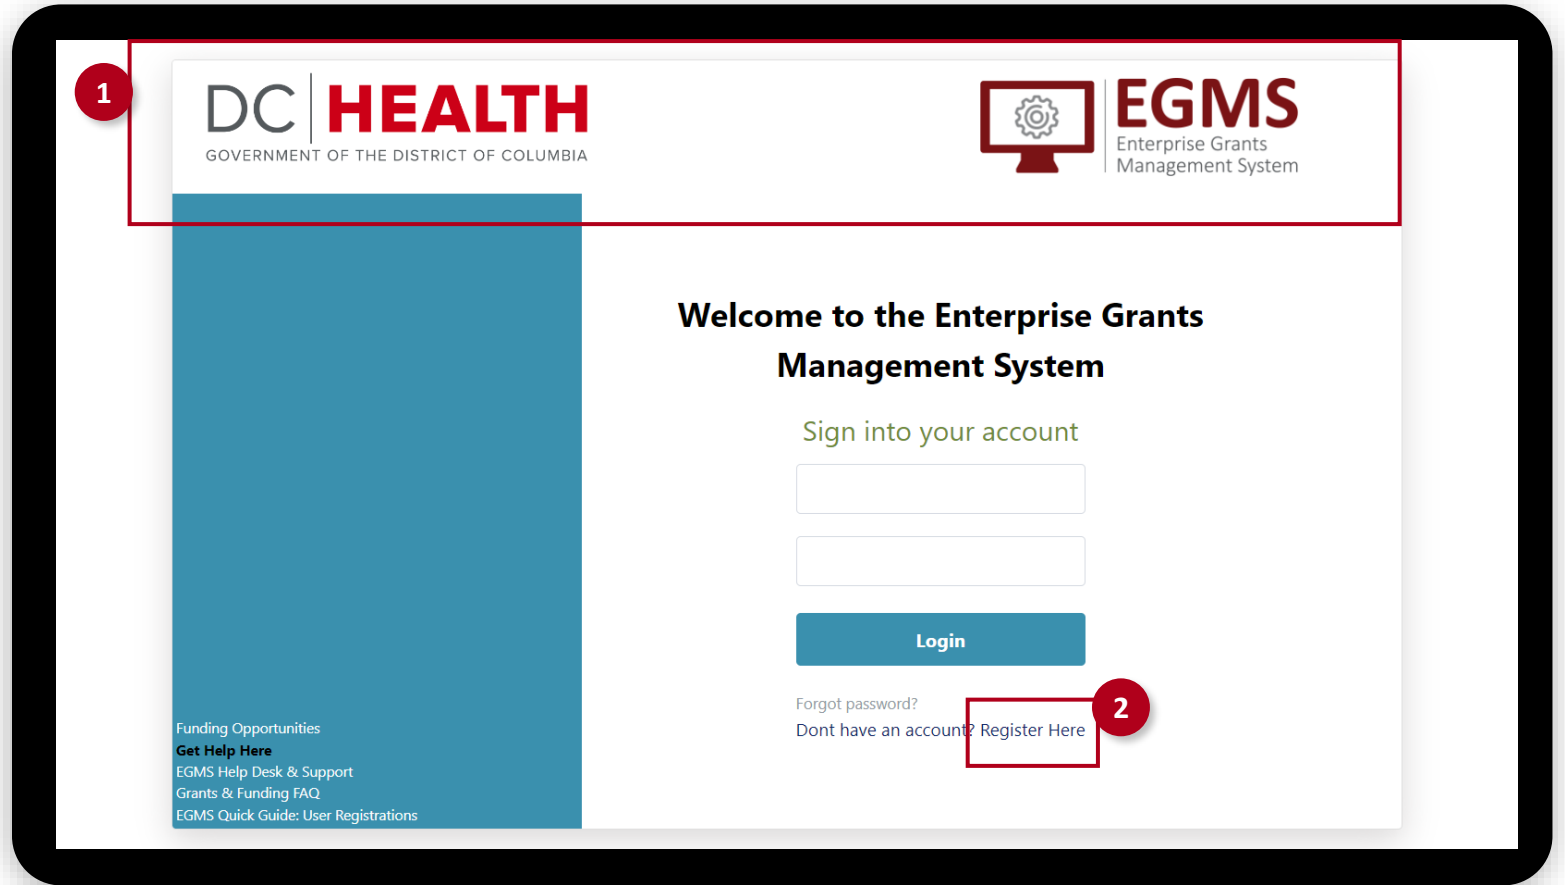 1
DC HEALTH
GOVERNMENT OF THE DISTRICT OF COLUMBIA
EGMS
Enterprise Grants
Management System
Welcome to the Enterprise Grants
Management System
Sign into your account
Login
Forgot password?
2
Dont have an account? Register Here
Funding Opportunities
Get Help Here
EGMS Help Desk & Support
Grants & Funding FAQ
EGMS Quick Guide: User Registrations